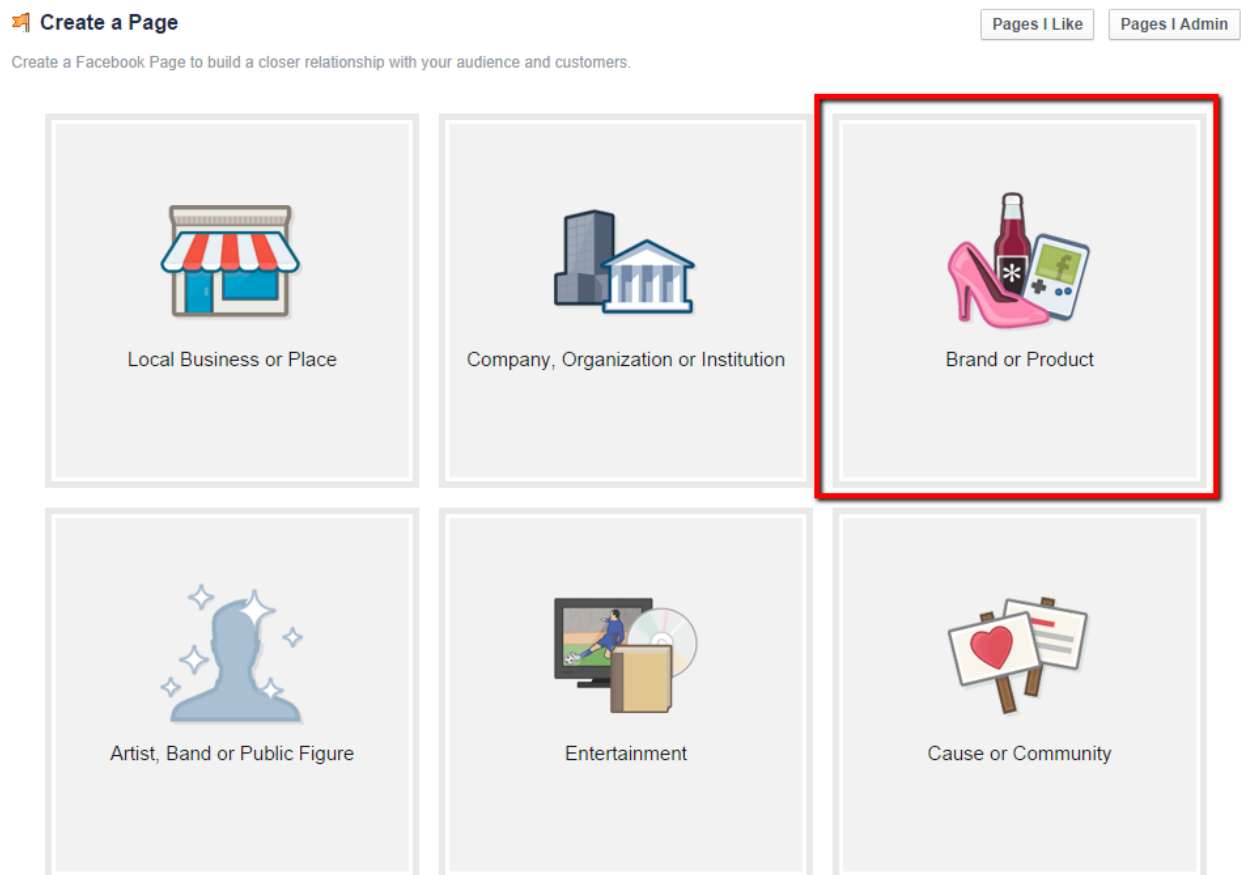 Create a Page
Pages I Like
Pages I Admin
Create a Facebook Page to build a closer relationship with your audience and customers.
Local Business or Place
Company, Organization or Institution
Brand or Product
Artist, Band or Public Figure
Entertainment
Cause or Community